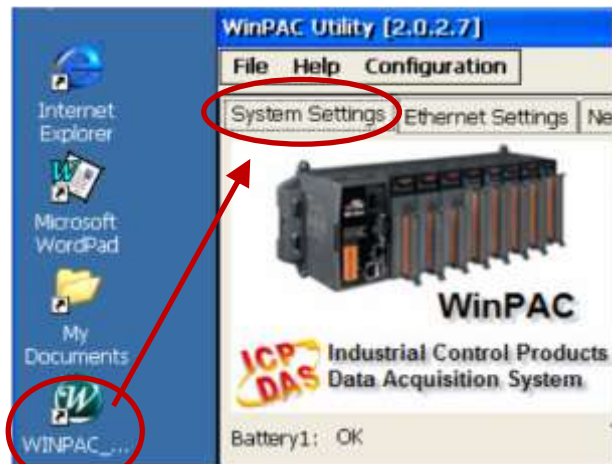 Internet
Explorer
Microsoft
WordPad
My
Documents
WINPAC_...
WinPAC Utility [2.0.2.7]
File Help Configuration
System Settings Ethernet Settings Ne
WinPAC
ICP DAS
Industrial Control Products
Data Acquisition System
Battery1: OK